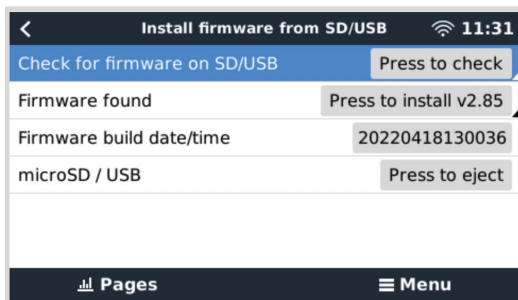 Install firmware from SD/USB 11:31
Check for firmware on SD/USB Press to check
Firmware found Press to install v2.85
Firmware build date/time 20220418130036
microSD / USB Press to eject
Pages Menu